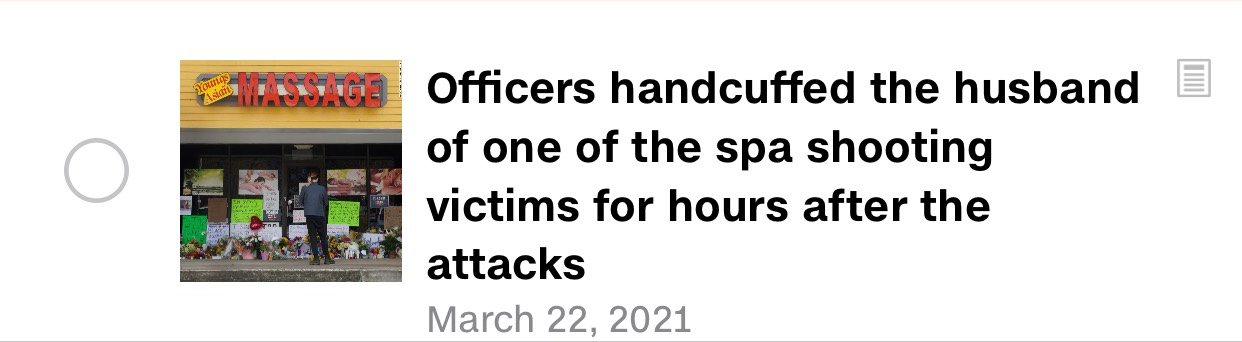 Young's
Asian
MASSAGE
Officers handcuffed the husband
of one of the spa shooting
victims for hours after the
attacks
March 22, 2021